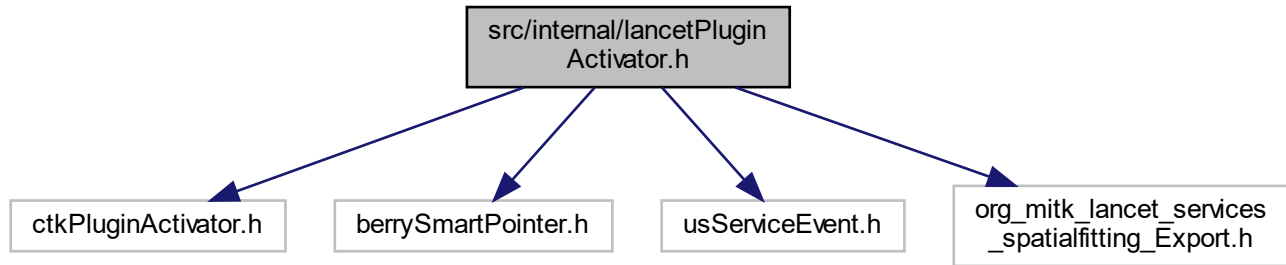 src/internal/lancetPlugin
Activator.h
ctkPluginActivator.h
berrySmartPointer.h
usServiceEvent.h
org_mitk_lancet_services
_spatialfitting_Export.h